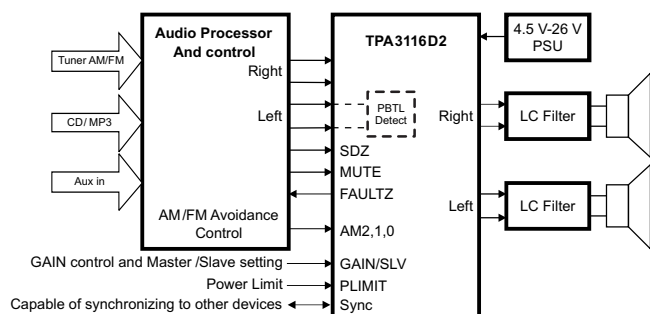 Audio Processor
And control
TPA3116D2
4.5 V-26 V
PSU
Tuner AM/FM
Right
CD/ MP3
Left
PBTL
Detect
Right
LC Filter
SDZ
Aux in
MUTE
FAULTZ
Left
LC Filter
AM/FM Avoidance
Control
AM2,1,0
GAIN control and Master /Slave setting
GAIN/SLV
Power Limit
PLIMIT
Capable of synchronizing to other devices
Sync